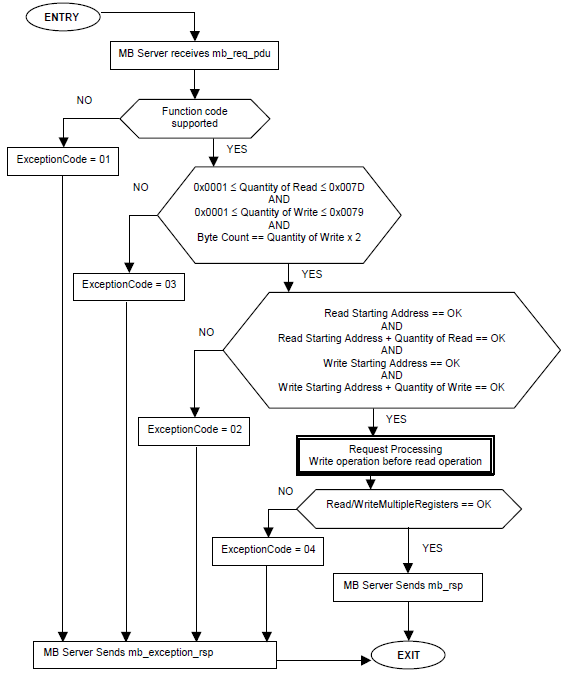 ENTRY
MB Server receives mb_req_pdu
NO
Function code
supported
YES
ExceptionCode = 01
NO
0x0001 ≤ Quantity of Read ≤ 0x007D
AND
0x0001 ≤ Quantity of Write ≤ 0x0079
AND
Byte Count == Quantity of Write x 2
YES
ExceptionCode = 03
NO
Read Starting Address == OK
AND
Read Starting Address + Quantity of Read == OK
AND
Write Starting Address == OK
AND
Write Starting Address + Quantity of Write == OK
YES
ExceptionCode = 02
Request Processing
Write operation before read operation
NO
Read/WriteMultipleRegisters == OK
YES
ExceptionCode = 04
MB Server Sends mb_rsp
MB Server Sends mb_exception_rsp
EXIT